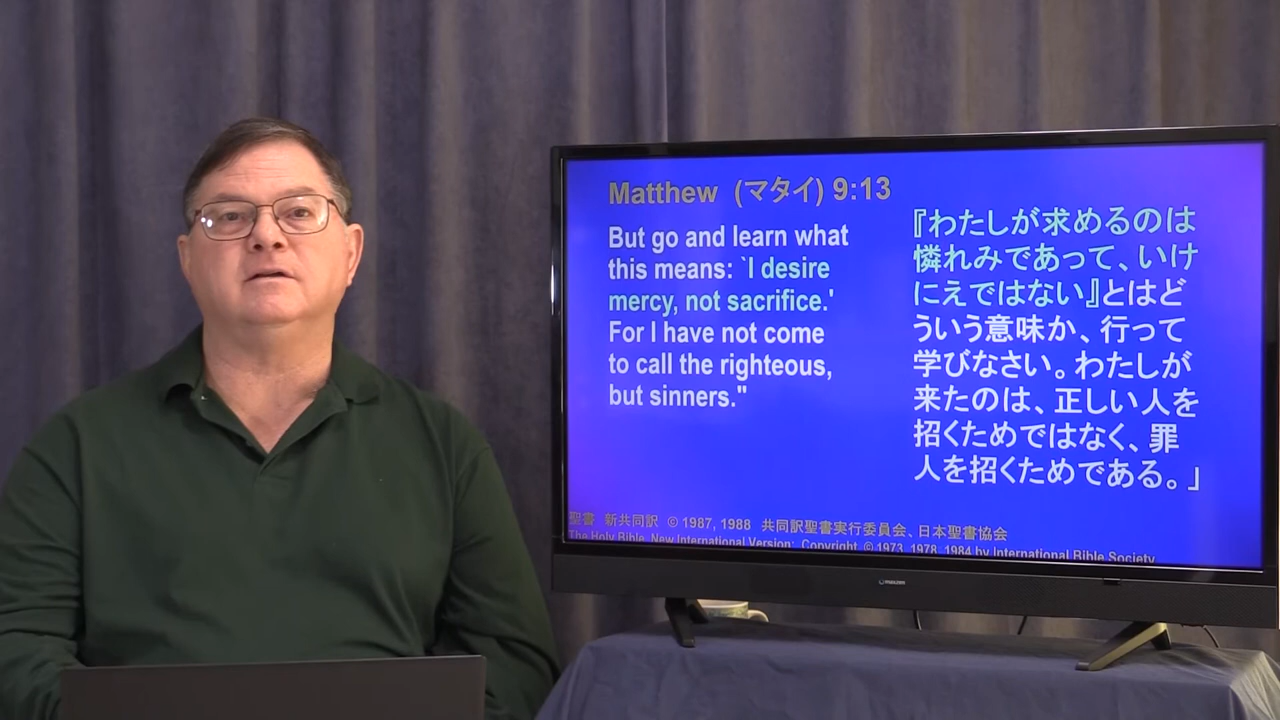 Matthew (マタイ) 9:13
But go and learn what
this means: `I desire
mercy, not sacrifice.'
For I have not come
to call the righteous,
but sinners."
『わたしが求めるのは
憐れみであって、いけ
にえではない』とはど
ういう意味か、行って
学びなさい。わたしが
来たのは、正しい人を
招くためではなく、罪
人を招くためである。」
聖書 新共同訳 © 1987, 1988 共同訳聖書実行委員会、日本聖書協会
The Holy Bible, New International Version: Copyright © 1973, 1978, 1984 by International Bible Society
maxzen